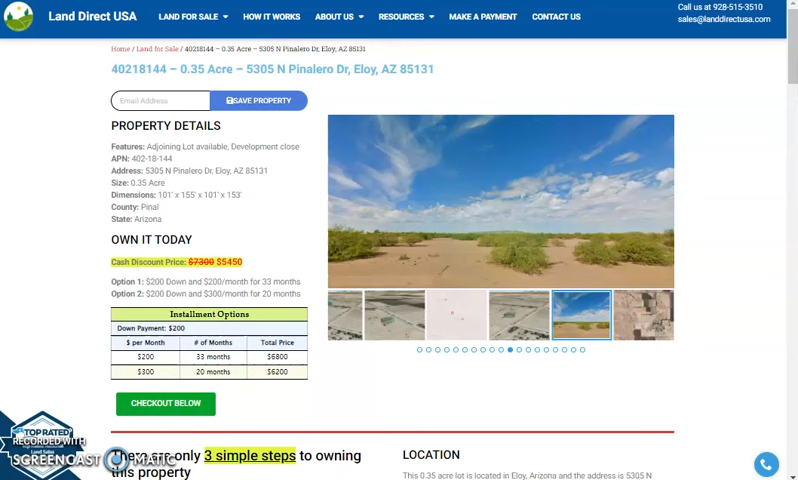 Land Direct USA
LAND FOR SALE
HOW IT WORKS
ABOUT US
RESOURCES
MAKE A PAYMENT
CONTACT US
Call us at 928-515-3510
sales@landdirectusa.com
Home / Land for Sale / 40218144 – 0.35 Acre – 5305 N Pinalero Dr, Eloy, AZ 85131
40218144 – 0.35 Acre – 5305 N Pinalero Dr, Eloy, AZ 85131
Email Address
SAVE PROPERTY
PROPERTY DETAILS
Features: Adjoining Lot available, Development close
APN: 402-18-144
Address: 5305 N Pinalero Dr, Eloy, AZ 85131
Size: 0.35 Acre
Dimensions: 101' x 155' x 101' x 153'
County: Pinal
State: Arizona
OWN IT TODAY
Cash Discount Price: $7300 $5450
Option 1: $200 Down and $200/month for 33 months
Option 2: $200 Down and $300/month for 20 months
Installment Options
Down Payment: $200
$ per Month # of Months Total Price
$200 33 months $6800
$300 20 months $6200
CHECKOUT BELOW
TOP RATED
Land Sales
RECORDED WITH
SCREENCAST MATIC
There are only 3 simple steps to owning
this property
LOCATION
This 0.35 acre lot is located in Eloy, Arizona and the address is 5305 N